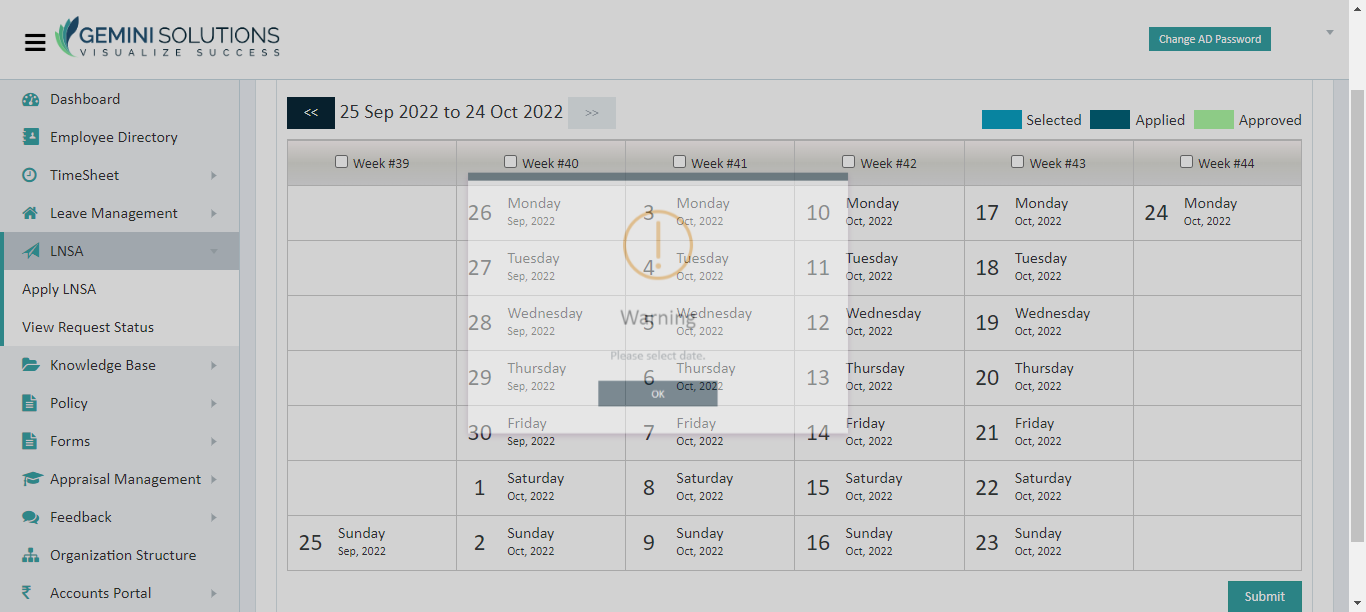 GEMINI SOLUTIONS
VISUALIZE SUCCESS
Change AD Password
Dashboard
Employee Directory
TimeSheet
Leave Management
LNSA
Apply LNSA
View Request Status
Knowledge Base
Policy
Forms
Appraisal Management
Feedback
Organization Structure
Accounts Portal
<< 25 Sep 2022 to 24 Oct 2022 >>
Selected Applied Approved
Week #39 Week #40 Week #41 Week #42 Week #43 Week #44
26 Monday 3 Monday 10 Monday 17 Monday 24 Monday
Sep, 2022 Oct, 2022 Oct, 2022 Oct, 2022 Oct, 2022
27 Tuesday 4 Tuesday 11 Tuesday 18 Tuesday
Sep, 2022 Oct, 2022 Oct, 2022 Oct, 2022
28 Wednesday 5 Wednesday 12 Wednesday 19 Wednesday
Sep, 2022 Oct, 2022 Oct, 2022 Oct, 2022
29 Thursday 6 Thursday 13 Thursday 20 Thursday
Sep, 2022 Oct, 2022 Oct, 2022 Oct, 2022
30 Friday 7 Friday 14 Friday 21 Friday
Sep, 2022 Oct, 2022 Oct, 2022 Oct, 2022
1 Saturday 8 Saturday 15 Saturday 22 Saturday
Oct, 2022 Oct, 2022 Oct, 2022 Oct, 2022
25 Sunday 2 Sunday 9 Sunday 16 Sunday 23 Sunday
Sep, 2022 Oct, 2022 Oct, 2022 Oct, 2022 Oct, 2022
Warning
Please select date.
OK
Submit